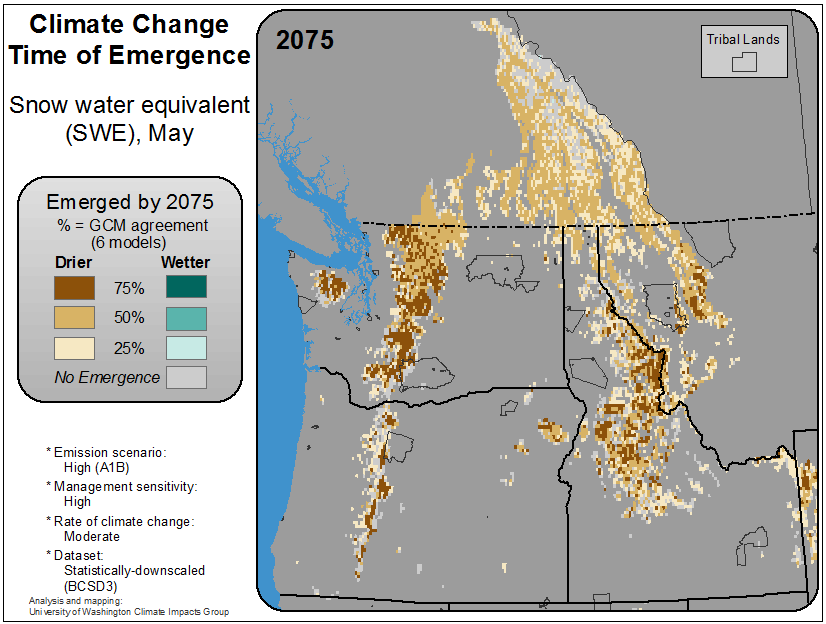 Climate Change
Time of Emergence
Snow water equivalent
(SWE), May
Emerged by 2075
% = GCM agreement
(6 models)
Drier Wetter
75%
50%
25%
No Emergence
* Emission scenario:
High (A1B)
* Management sensitivity:
High
* Rate of climate change:
Moderate
* Dataset:
Statistically-downscaled
(BCSD3)
Analysis and mapping:
University of Washington Climate Impacts Group
2075
Tribal Lands